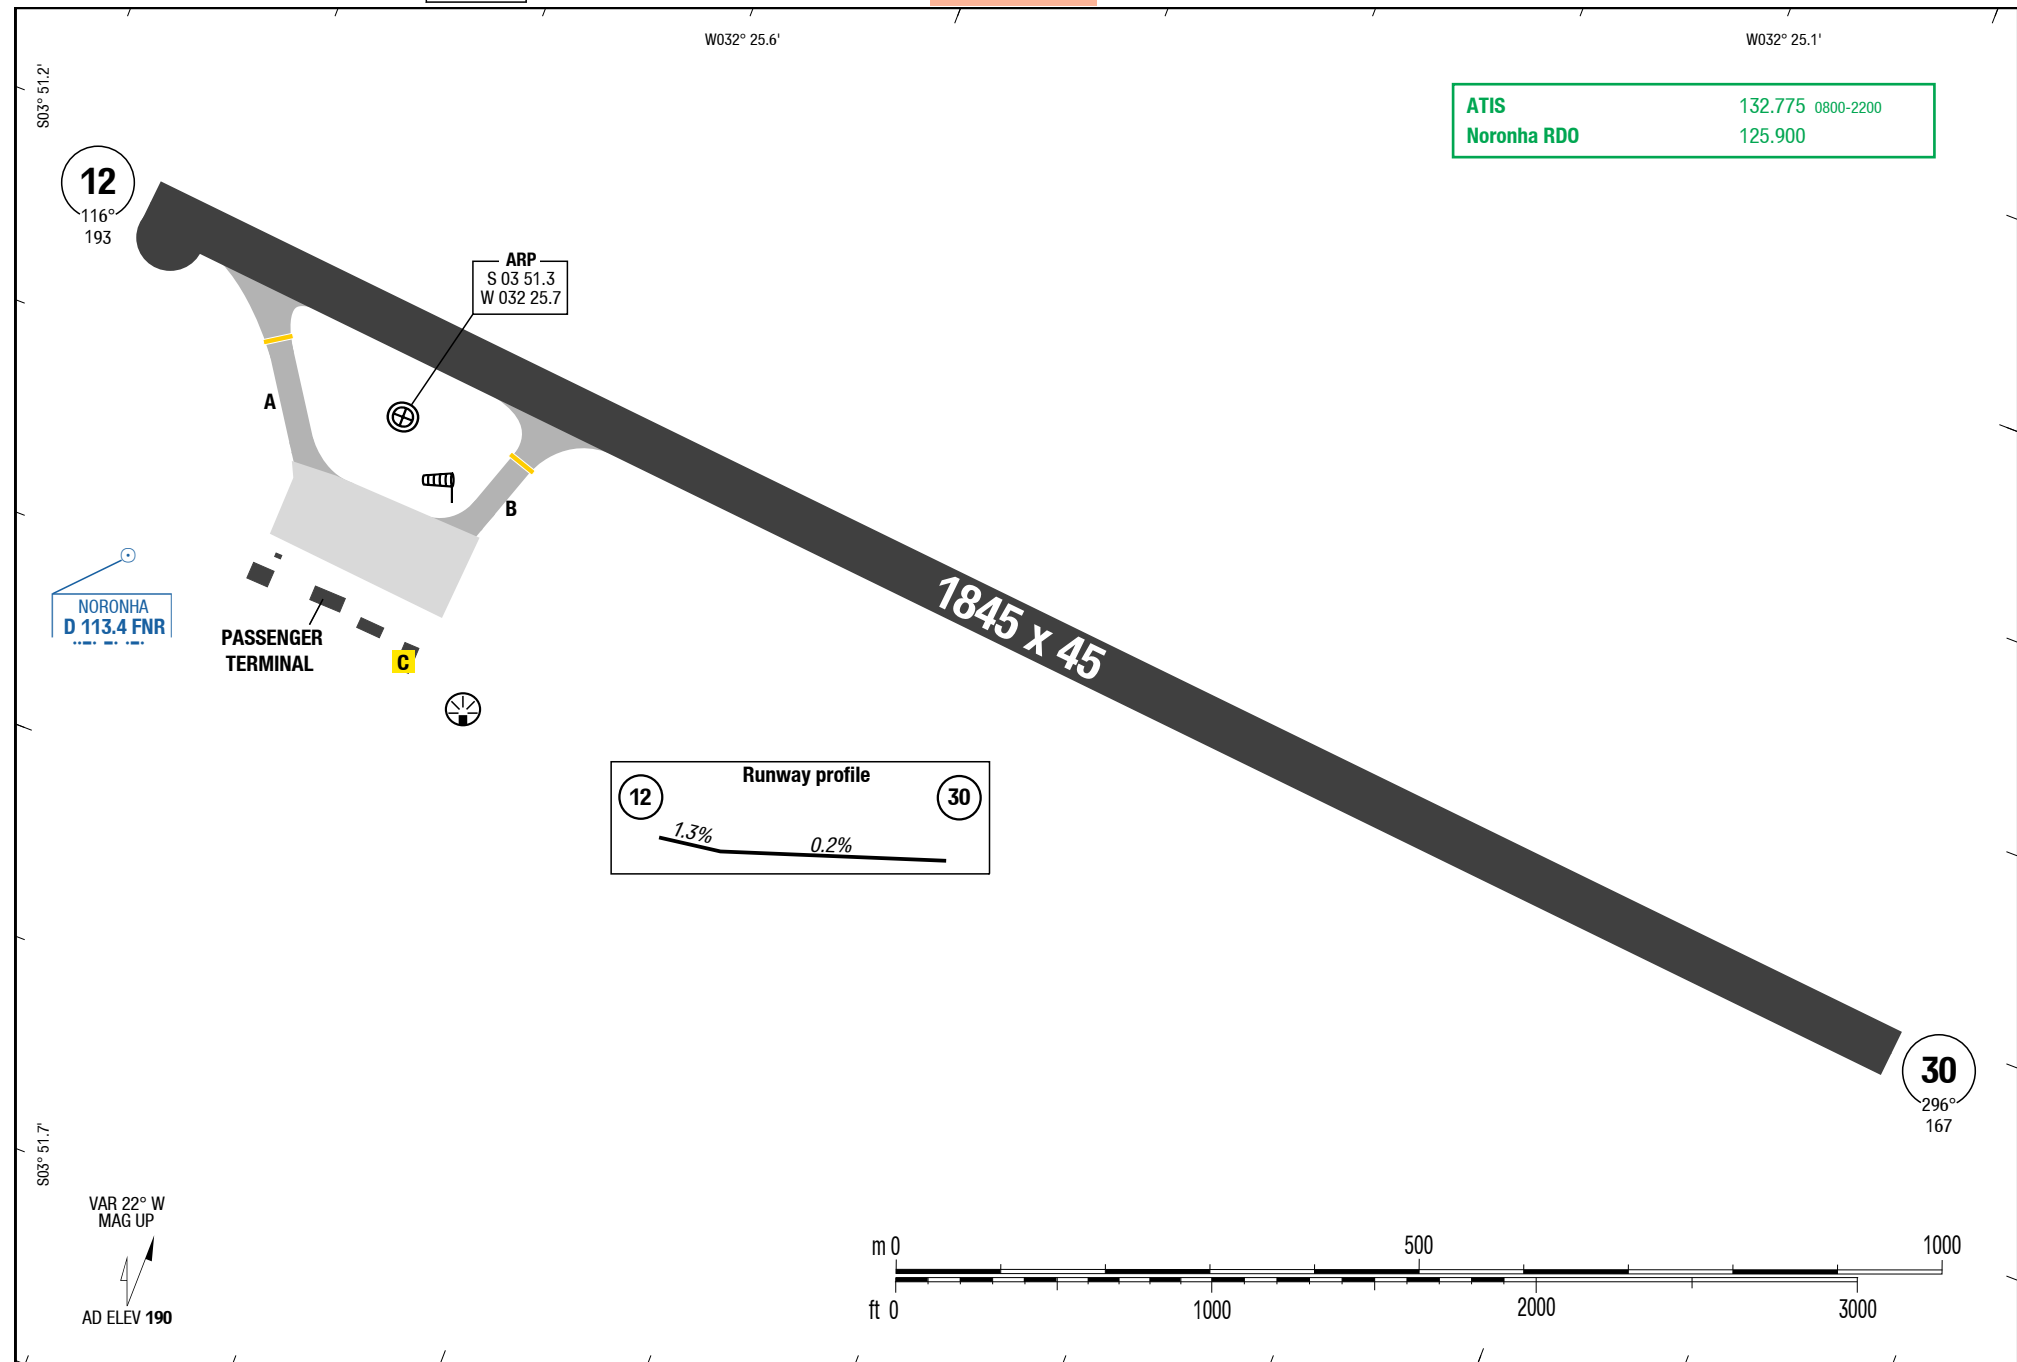 W032° 25.6'
W032° 25.1'
S03° 51.2'
ATIS 132.775 0800-2200
Noronha RDO 125.900
12
116°
193
ARP
S 03 51.3
W 032 25.7
A
B
NORONHA
D 113.4 FNR
PASSENGER
TERMINAL
C
1845 x 45
Runway profile
12
30
1.3%
0.2%
30
296°
167
S03° 51.7'
VAR 22° W
MAG UP
AD ELEV 190
m 0 500 1000
ft 0 1000 2000 3000